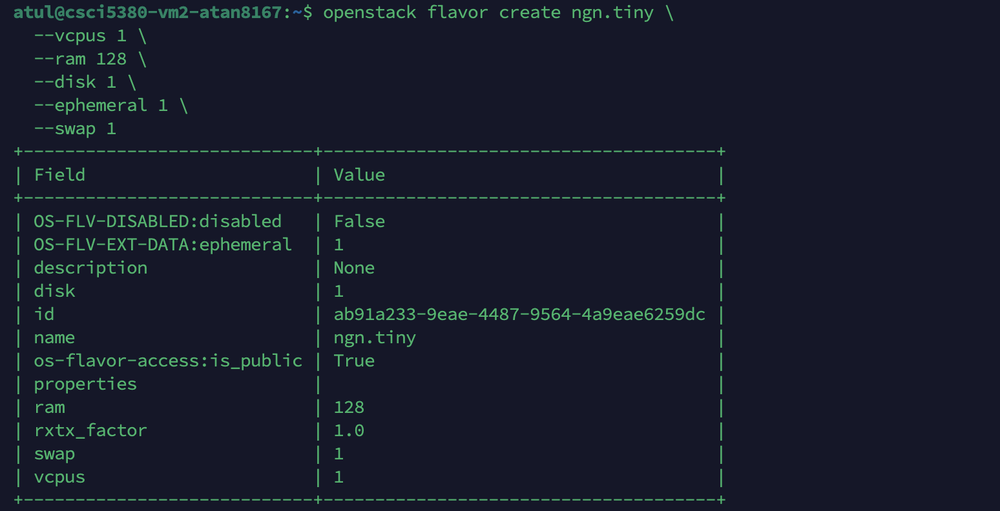 atul@csci5380-vm2-atan8167:~$ openstack flavor create ngn.tiny \
  --vcpus 1 \
  --ram 128 \
  --disk 1 \
  --ephemeral 1 \
  --swap 1
+----------------------------+--------------------------------------+
| Field                      | Value                                |
+----------------------------+--------------------------------------+
| OS-FLV-DISABLED:disabled   | False                                |
| OS-FLV-EXT-DATA:ephemeral  | 1                                    |
| description                | None                                 |
| disk                       | 1                                    |
| id                         | ab91a233-9eae-4487-9564-4a9eae6259dc |
| name                       | ngn.tiny                             |
| os-flavor-access:is_public | True                                 |
| properties                 |                                      |
| ram                        | 128                                  |
| rxtx_factor                | 1.0                                  |
| swap                       | 1                                    |
| vcpus                      | 1                                    |
+----------------------------+--------------------------------------+